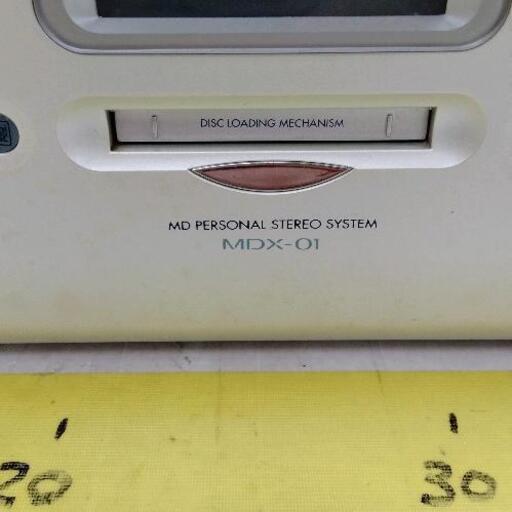 DISC LOADING MECHANISM
MD PERSONAL STEREO SYSTEM
MDX-01
20 30